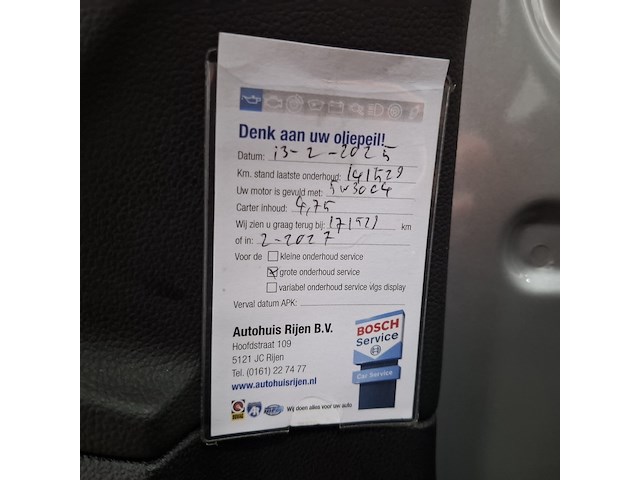 Denk aan uw oliepeil!
Datum: 13-2-2025
Km. stand laatste onderhoud: 141529
Uw motor is gevuld met: 5W30C4
Carter inhoud: 4,75
Wij zien u graag terug bij: 171529 km
of in: 2-2027
Voor de kleine onderhoud service
grote onderhoud service
variabel onderhoud service vlgs display
Verval datum APK:
Autohuis Rijen B.V.
Hoofdstraat 109
5121 JC Rijen
Tel. (0161) 22 74 77
www.autohuisrijen.nl
BOSCH
Service
Car Service
Wij doen alles voor uw auto